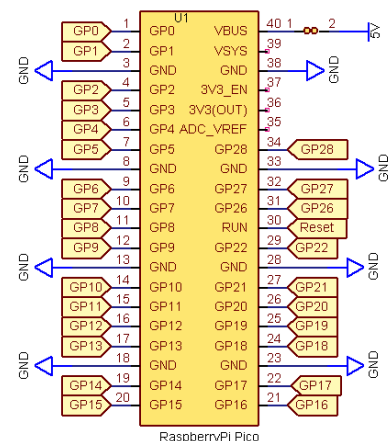 U1
GP0 1 GP0 VBUS 40 1 2 5V
GP1 2 GP1 VSYS 39
GND 3 GND GND 38 GND
GP2 4 GP2 3V3_EN 37
GP3 5 GP3 3V3(OUT) 36
GP4 6 GP4 ADC_VREF 35
GP5 7 GP5 GP28 34 GP28
GND 8 GND GND 33 GND
GP6 9 GP6 GP27 32 GP27
GP7 10 GP7 GP26 31 GP26
GP8 11 GP8 RUN 30 Reset
GP9 12 GP9 GP22 29 GP22
GND 13 GND GND 28 GND
GP10 14 GP10 GP21 27 GP21
GP11 15 GP11 GP20 26 GP20
GP12 16 GP12 GP19 25 GP19
GP13 17 GP13 GP18 24 GP18
GND 18 GND GND 23 GND
GP14 19 GP14 GP17 22 GP17
GP15 20 GP15 GP16 21 GP16
RaspberryPi Pico